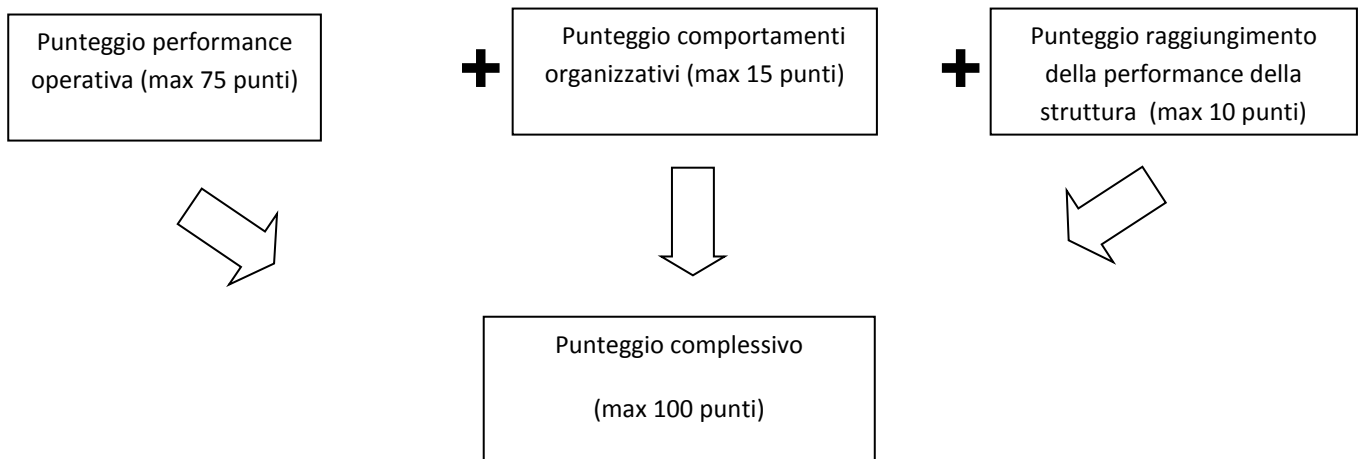 Punteggio performance
operativa (max 75 punti)
+
Punteggio comportamenti
organizzativi (max 15 punti)
+
Punteggio raggiungimento
della performance della
struttura (max 10 punti)
Punteggio complessivo
(max 100 punti)